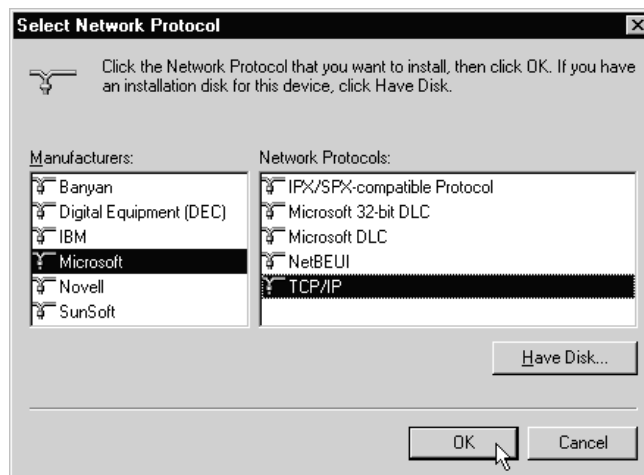 Select Network Protocol
Click the Network Protocol that you want to install, then click OK. If you have
an installation disk for this device, click Have Disk.
Manufacturers:
Banyan
Digital Equipment (DEC)
IBM
Microsoft
Novell
SunSoft
Network Protocols:
IPX/SPX-compatible Protocol
Microsoft 32-bit DLC
Microsoft DLC
NetBEUI
TCP/IP
Have Disk...
OK
Cancel